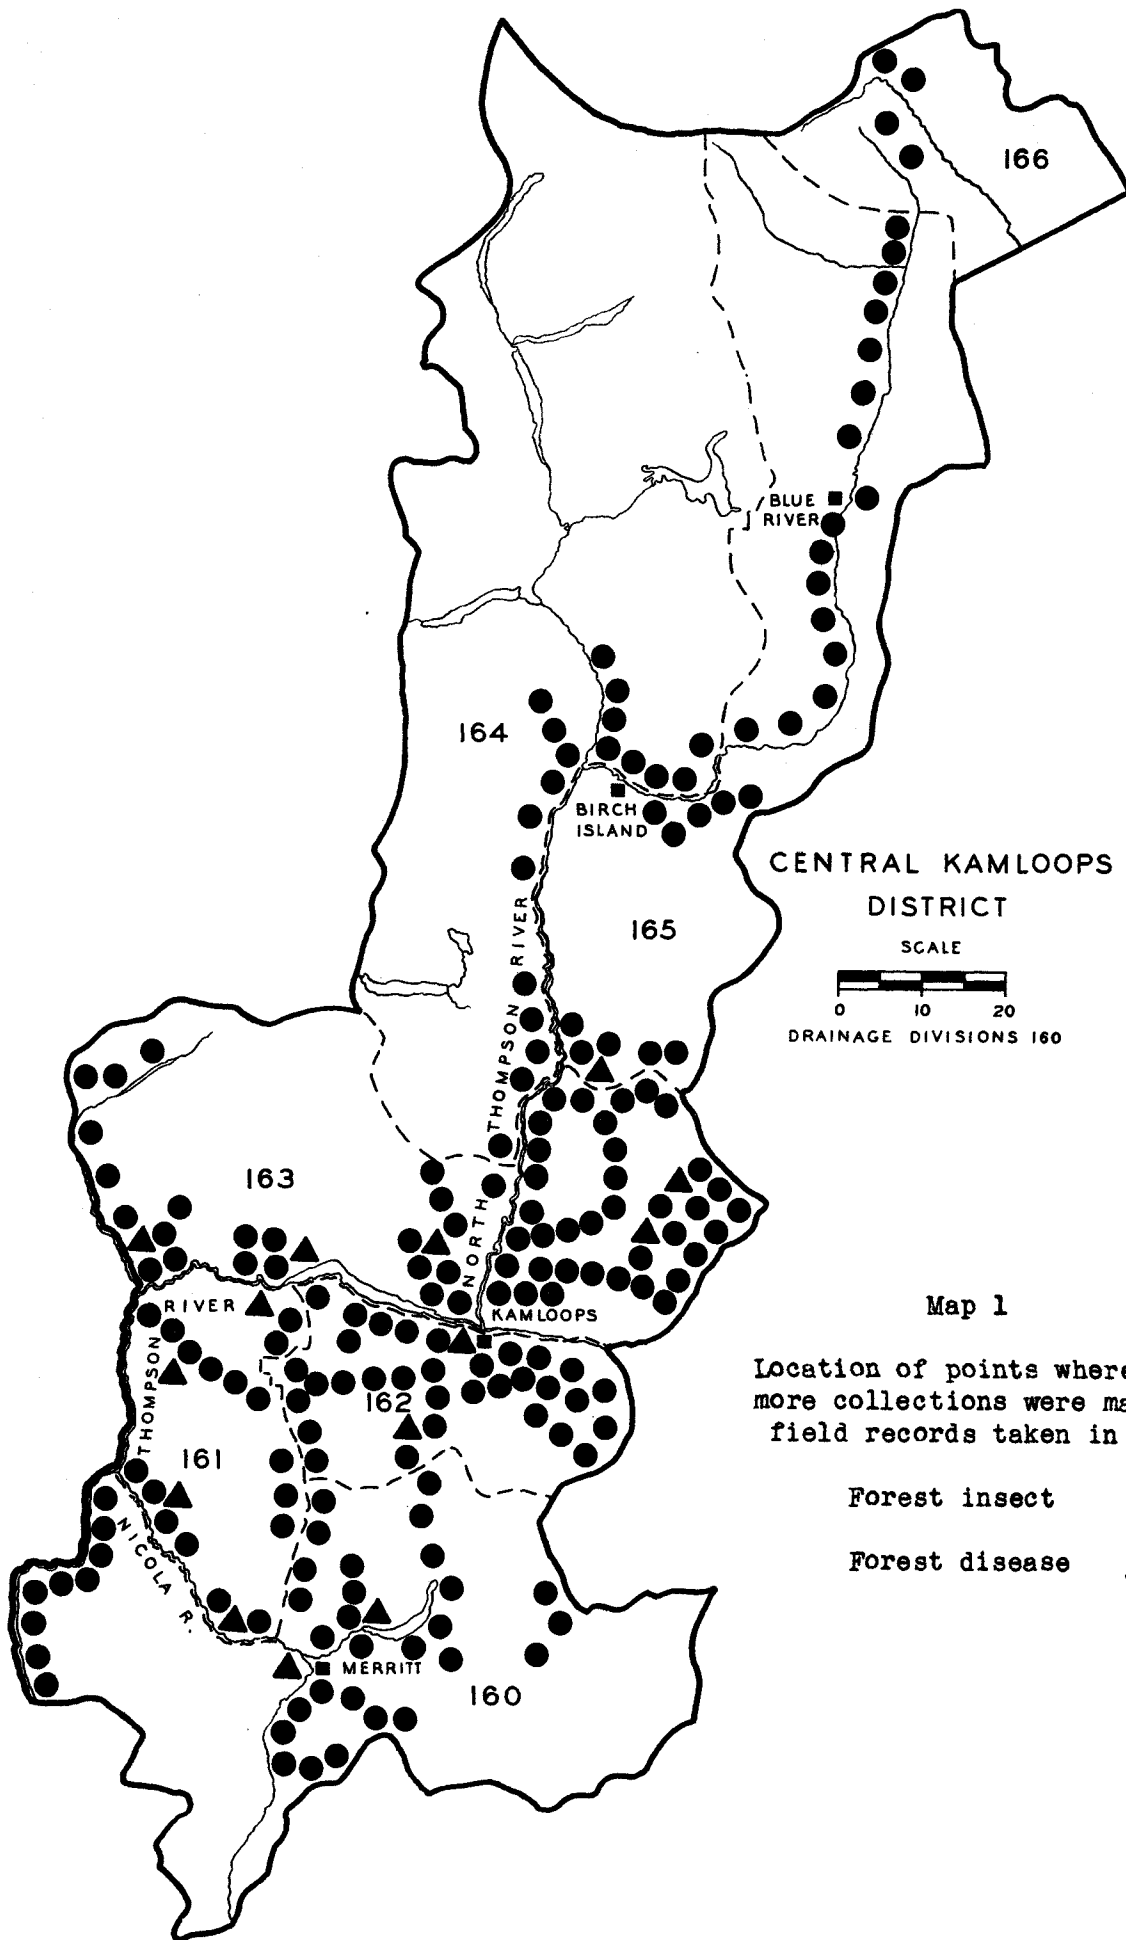 166
BLUE
RIVER
164
BIRCH
ISLAND
CENTRAL KAMLOOPS
DISTRICT
SCALE
0 10 20
DRAINAGE DIVISIONS 160
165
NORTH THOMPSON RIVER
163
RIVER
KAMLOOPS
THOMPSON
162
161
NICOLA R.
MERRITT
160
Map 1
Location of points where
more collections were
field records taken in
Forest insect
Forest disease